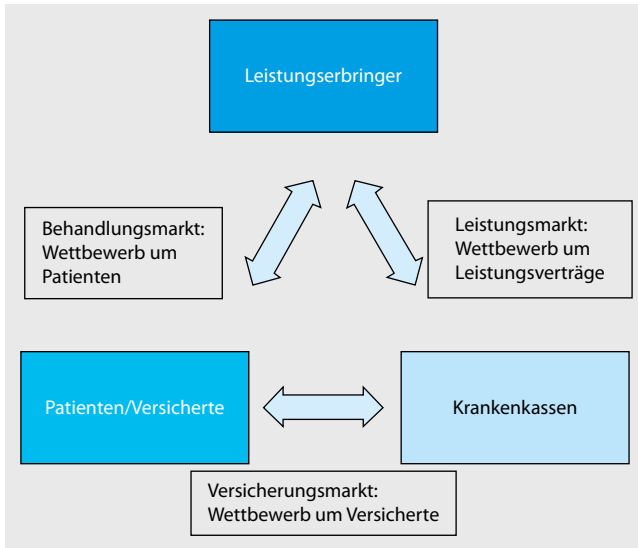 Leistungserbringer
Behandlungsmarkt:
Wettbewerb um
Patienten
Leistungsmarkt:
Wettbewerb um
Leistungsverträge
Patienten/Versicherte
Krankenkassen
Versicherungsmarkt:
Wettbewerb um Versicherte